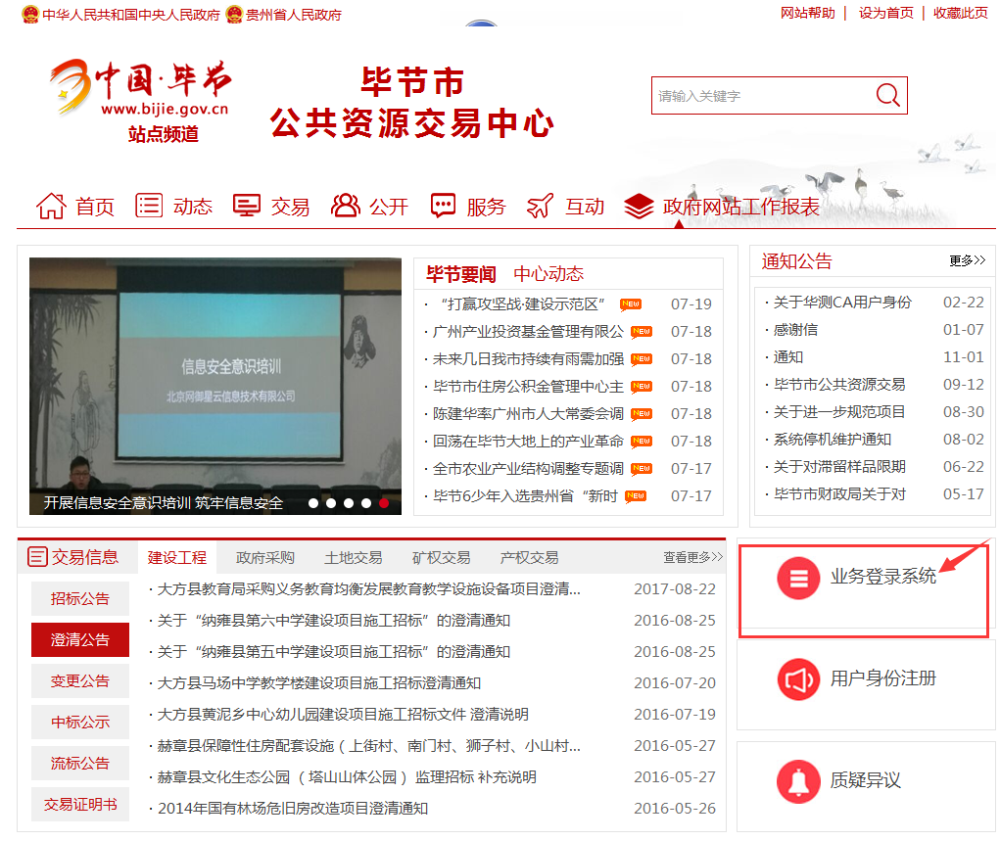 中华人民共和国中央人民政府 贵州省人民政府
网站帮助 | 设为首页 | 收藏此页
中国·毕节
www.bijie.gov.cn
站点频道
毕节市
公共资源交易中心
请输入关键字
首页 动态 交易 公开 服务 互动 政府网站工作报表
信息安全意识培训
北京网御星云信息技术有限公司
开展信息安全意识培训 筑牢信息安全
毕节要闻 中心动态
·“打赢攻坚战·建设示范区” NEW 07-19
·广州产业投资基金管理有限公 NEW 07-18
·未来几日我市持续有雨需加强 NEW 07-18
·毕节市住房公积金管理中心主 NEW 07-18
·陈建华率广州市人大常委会调 NEW 07-18
·回荡在毕节大地上的产业革命 NEW 07-18
·全市农业产业结构调整专题调 NEW 07-17
·毕节6少年入选贵州省“新时 NEW 07-17
通知公告 更多>>
·关于华测CA用户身份 02-22
·感谢信 01-07
·通知 11-01
·毕节市公共资源交易 09-12
·关于进一步规范项目 08-30
·系统停机维护通知 08-02
·关于对滞留样品限期 06-22
·毕节市财政局关于对 05-17
交易信息 建设工程 政府采购 土地交易 矿权交易 产权交易 查看更多>>
招标公告
澄清公告
变更公告
中标公示
流标公告
交易证明书
·大方县教育局采购义务教育均衡发展教育教学设施设备项目澄清... 2017-08-22
·关于“纳雍县第六中学建设项目施工招标”的澄清通知 2016-08-25
·关于“纳雍县第五中学建设项目施工招标”的澄清通知 2016-08-25
·大方县马场中学教学楼建设项目施工招标澄清通知 2016-07-20
·大方县黄泥乡中心幼儿园建设项目施工招标文件 澄清说明 2016-07-19
·赫章县保障性住房配套设施（上街村、南门村、狮子村、小山村... 2016-05-27
·赫章县文化生态公园 （塔山山体公园 ）监理招标 补充说明 2016-05-27
·2014年国有林场危旧房改造项目澄清通知 2016-05-26
业务登录系统
用户身份注册
质疑异议